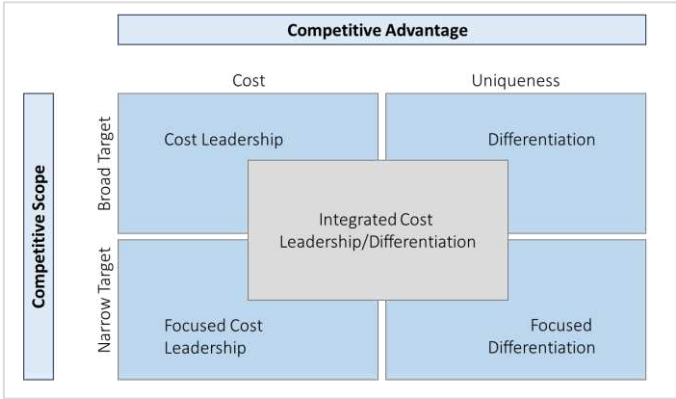 Competitive Advantage
Cost
Uniqueness
Competitive Scope
Broad Target
Cost Leadership
Differentiation
Integrated Cost
Leadership/Differentiation
Narrow Target
Focused Cost
Leadership
Focused
Differentiation